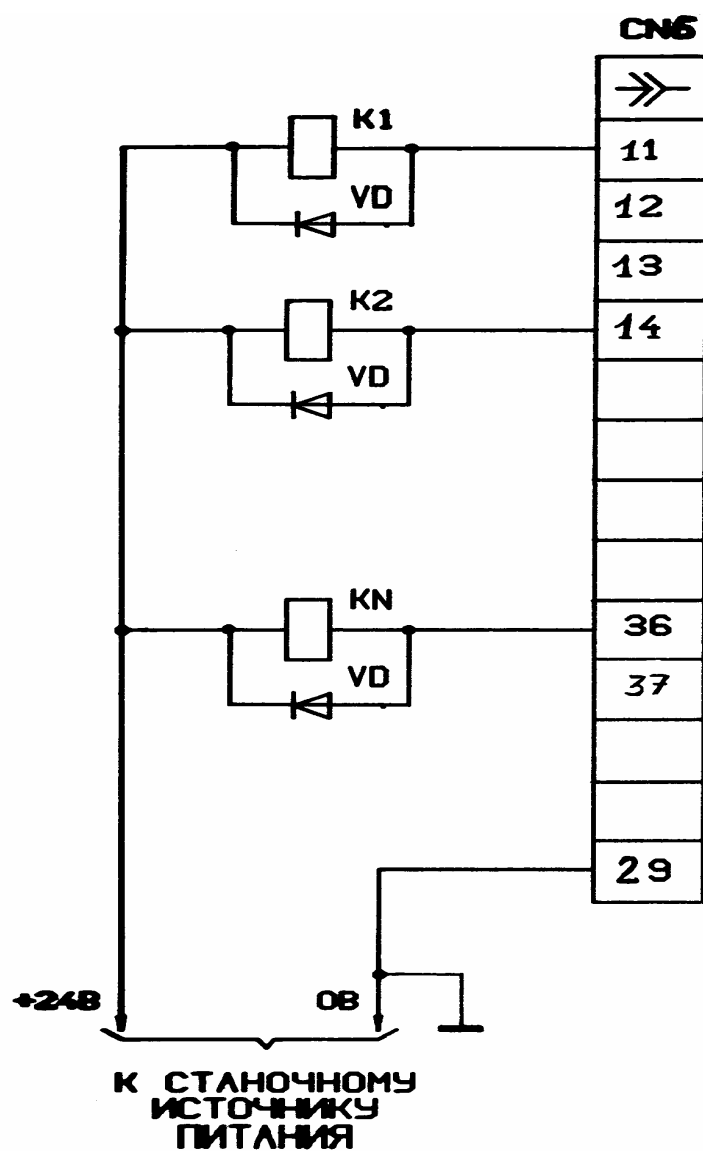 CN6
K1
11
VD
12
13
K2
14
VD
KN
36
VD
37
29
+24В
0В
К СТАНОЧНОМУ
ИСТОЧНИКУ
ПИТАНИЯ